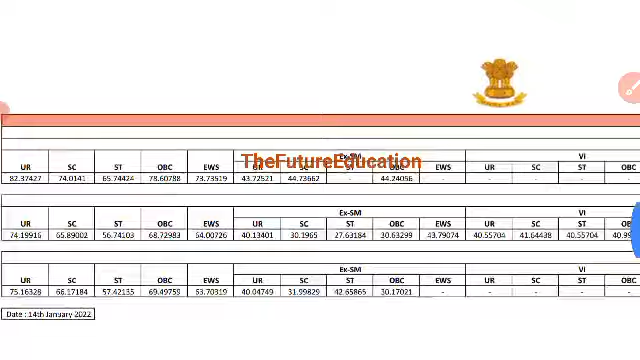 TheFutureEducation
Ex-SM VI
UR SC ST OBC EWS UR SC ST OBC EWS UR SC ST
82.37427 74.0141 65.74424 78.60788 73.73519 43.72521 44.73662 - 44.24056 - - - -
Ex-SM VI
UR SC ST OBC EWS UR SC ST OBC EWS UR SC ST
74.19916 65.89002 56.74103 68.72983 64.00726 40.13401 30.1965 27.63184 30.63299 43.79074 40.55704 41.64438 40.55704 40.99
Ex-SM VI
UR SC ST OBC EWS UR SC ST OBC EWS UR SC ST
75.16328 66.17184 57.42135 69.49759 63.70319 40.04749 31.99829 42.65865 30.17021 - - - -
Date : 14th January 2022